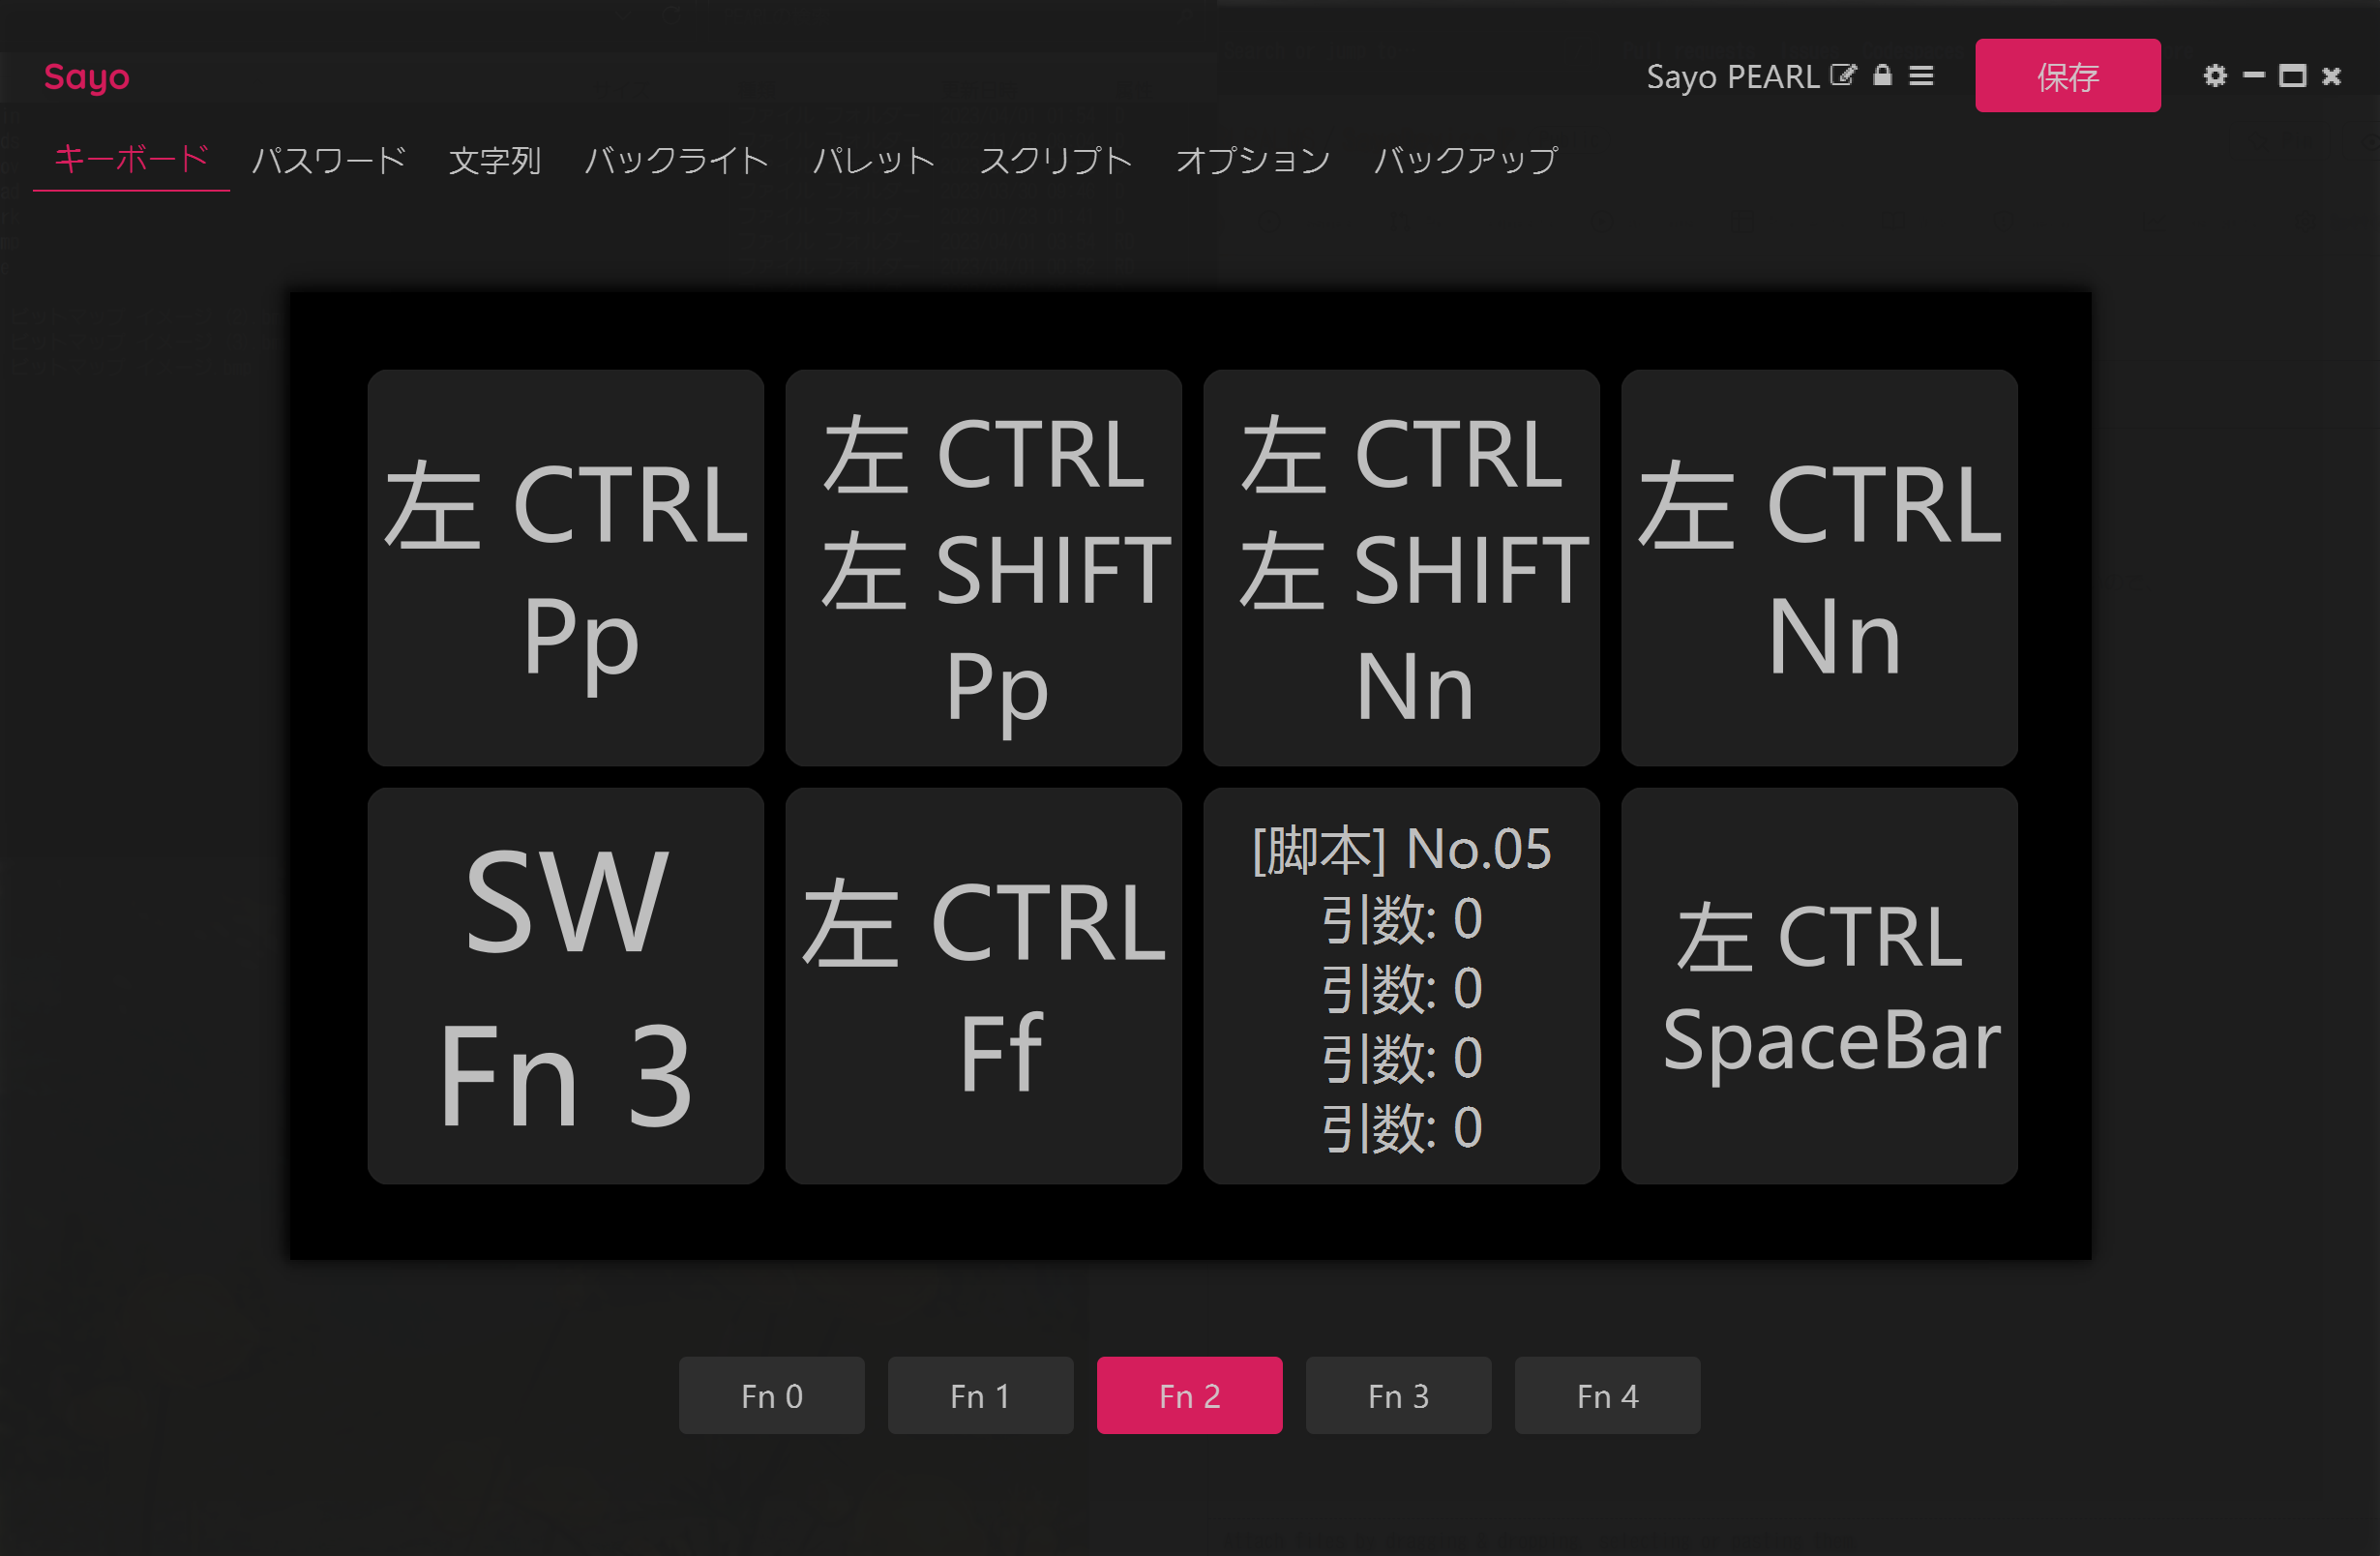 Sayo
Sayo PEARL
保存
キーボード パスワード 文字列 バックライト パレット スクリプト オプション バックアップ
左 CTRL
Pp
左 CTRL
左 SHIFT
Pp
左 CTRL
左 SHIFT
Nn
左 CTRL
Nn
SW
Fn 3
左 CTRL
Ff
[脚本] No.05
引数: 0
引数: 0
引数: 0
引数: 0
左 CTRL
SpaceBar
Fn 0 Fn 1 Fn 2 Fn 3 Fn 4